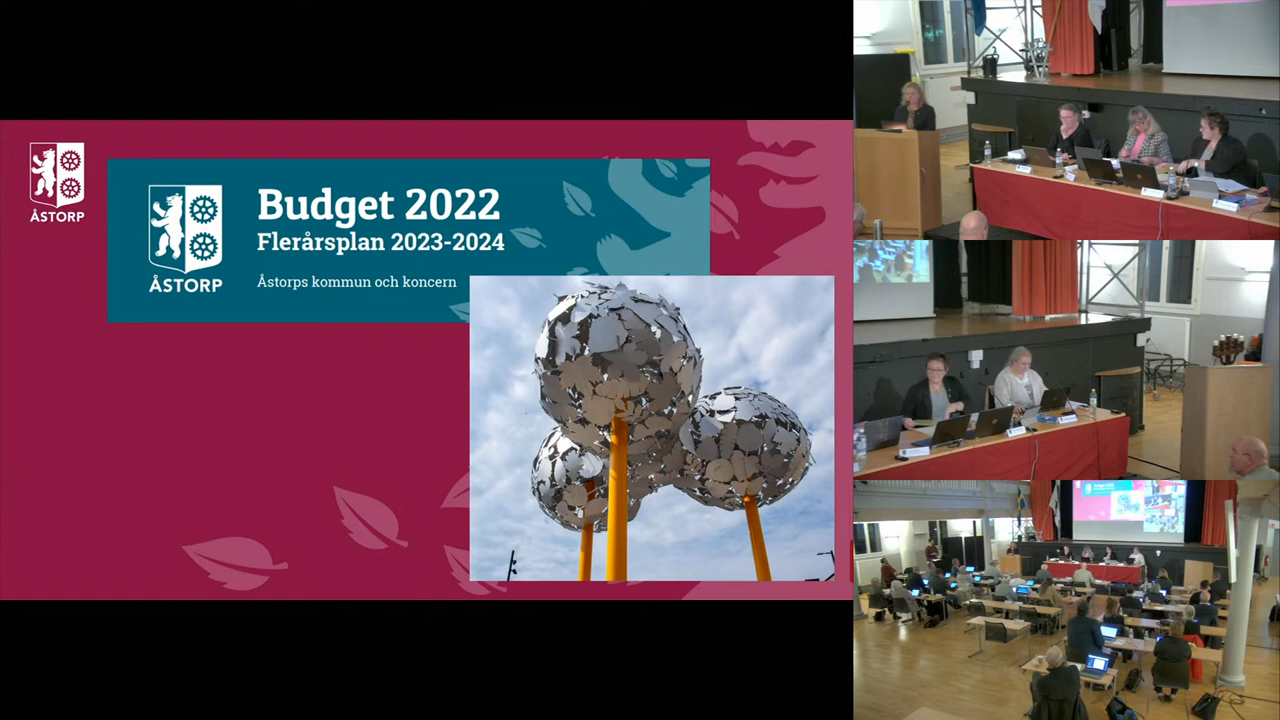 ÅSTORP
ÅSTORP
Budget 2022
Flerårsplan 2023-2024
Åstorps kommun och koncern